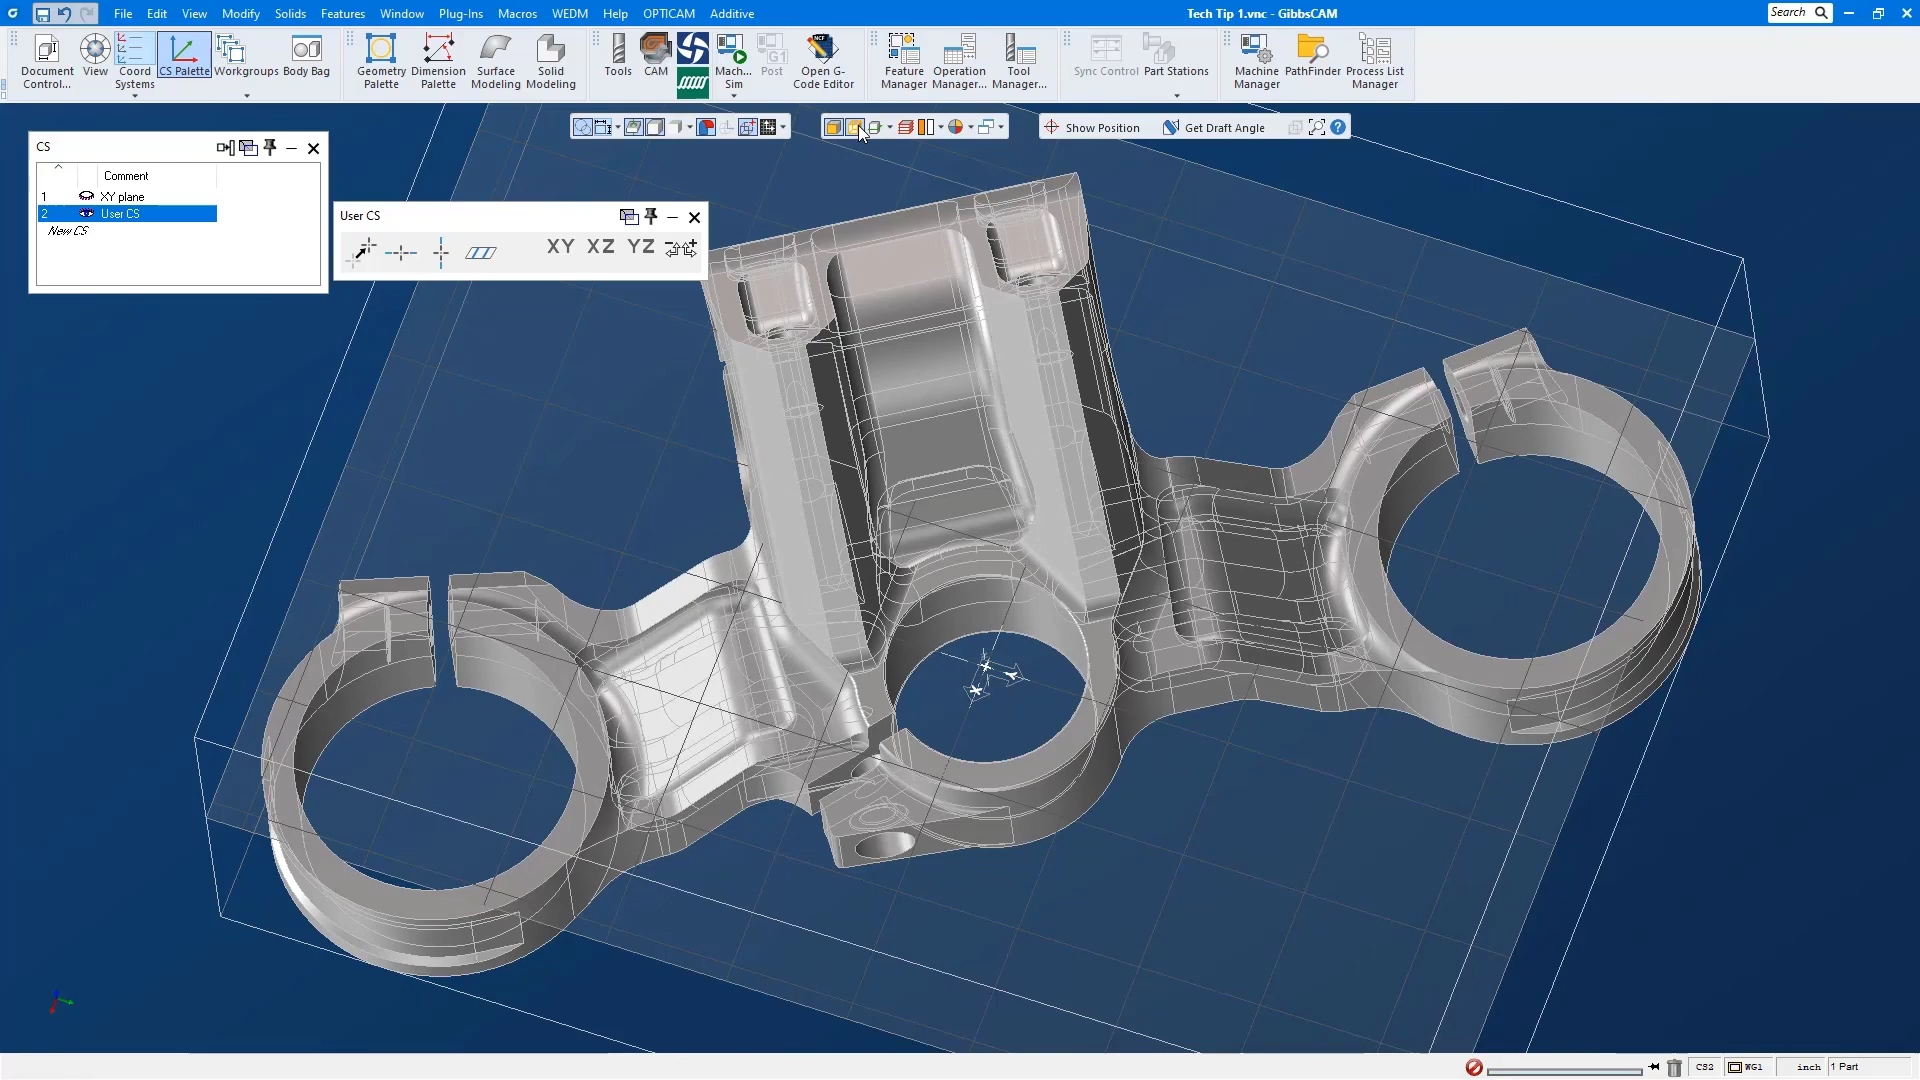 File Edit View Modify Solids Features Window Plug-Ins Macros WEDM Help OPTICAM Additive
Tech Tip 1.vnc - GibbsCAM
Search
Document Control...
View
Coord Systems
CS Palette
Workgroups
Body Bag
Geometry Palette
Dimension Palette
Surface Modeling
Solid Modeling
Tools
CAM
Mach... Sim
G1
Post
NCF
Open G-Code Editor
Feature Manager
Operation Manager...
Tool Manager...
Sync Control
Part Stations
Machine Manager
PathFinder
Process List Manager
Show Position
Get Draft Angle
CS
Comment
1 XY plane
2 User CS
New CS
User CS
XY XZ YZ
X
Y
CS2 WG1 inch 1 Part